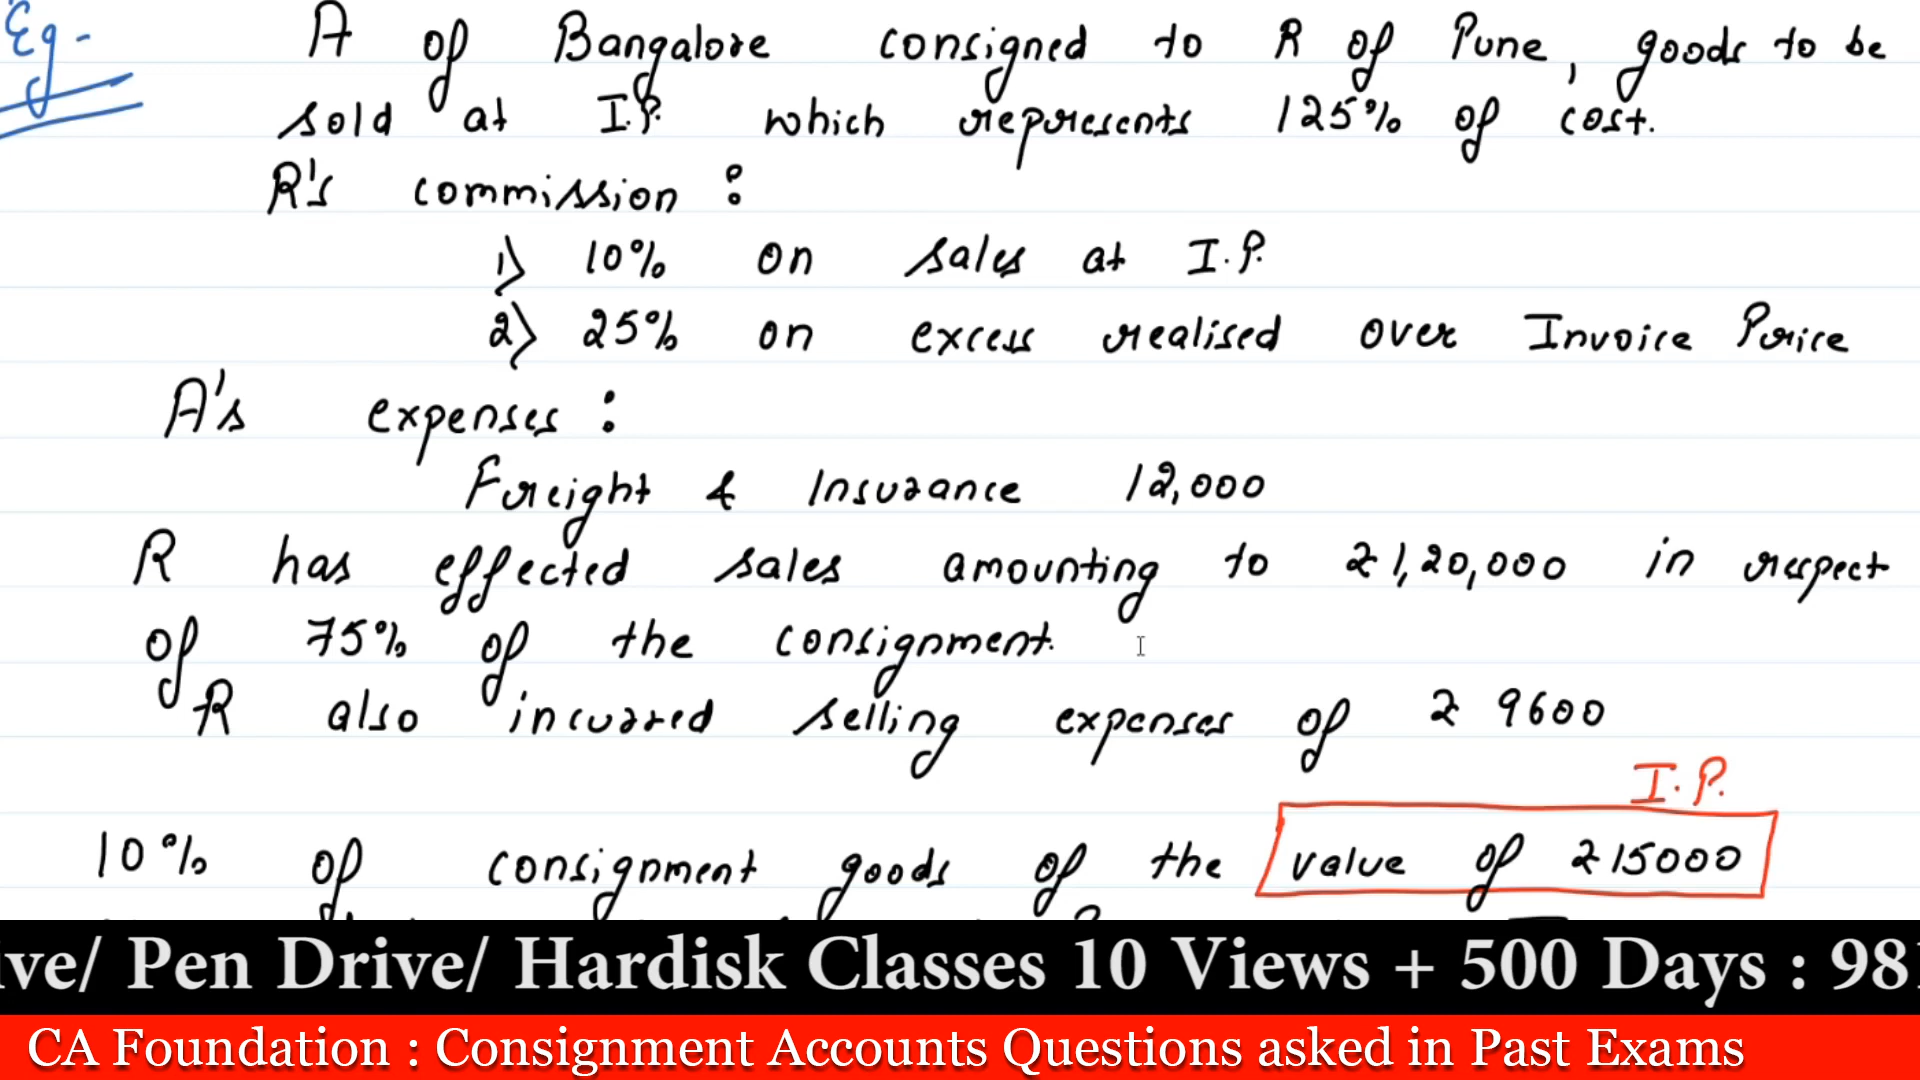 Eg -
A of Bangalore consigned to R of Pune, goods to be
sold at I.P. which represents 125% of cost.
R's commission :
1) 10% on sales at I.P.
2) 25% on excess realised over Invoice Price
A's expenses :
Freight & Insurance 12,000
R has effected sales amounting to ₹ 1,20,000 in respect
of 75% of the consignment.
R also incurred selling expenses of ₹ 9600
I.P.
10% of consignment goods of the value of ₹ 15000
ive/ Pen Drive/ Hardisk Classes 10 Views + 500 Days : 981
CA Foundation : Consignment Accounts Questions asked in Past Exams